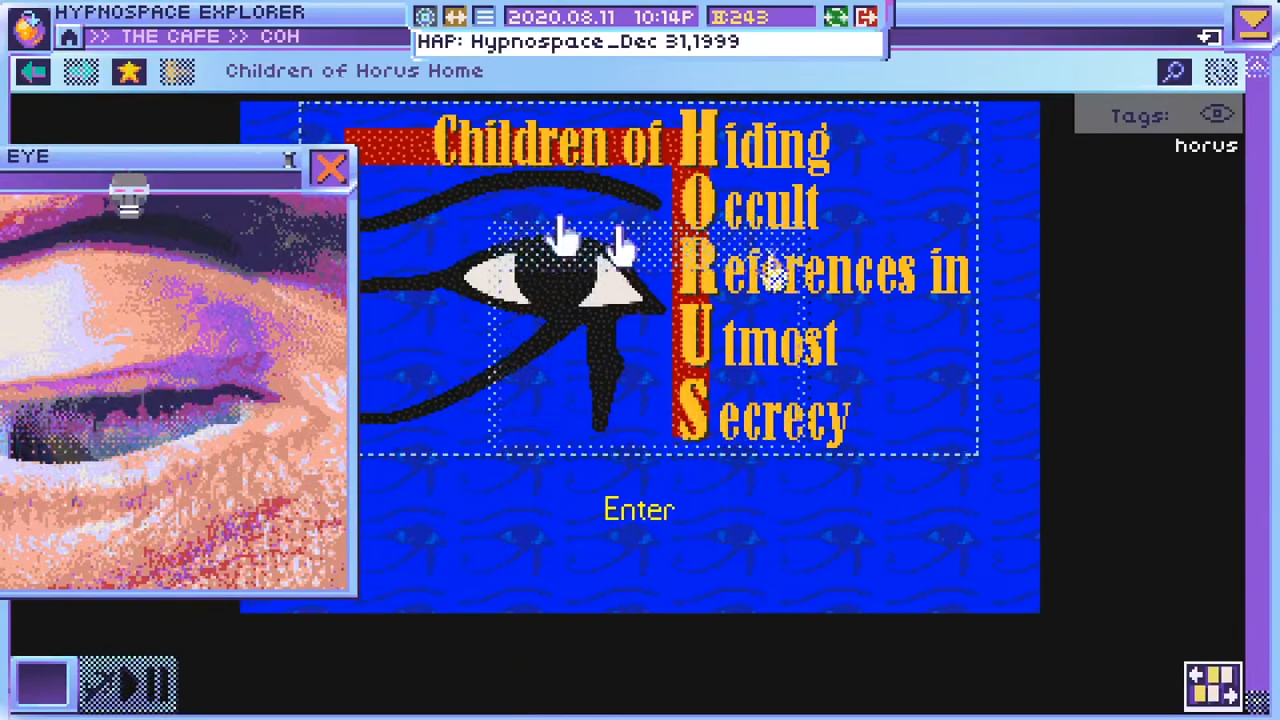 HYPNOSPACE EXPLORER
2020.08.11 10:14P
243
>> THE CAFE >> COH
HAP: Hypnospace_Dec 31,1999
Children of Horus Home
Tags:
horus
EYE
Children of Hiding
Occult
References in
Utmost
Secrecy
Enter